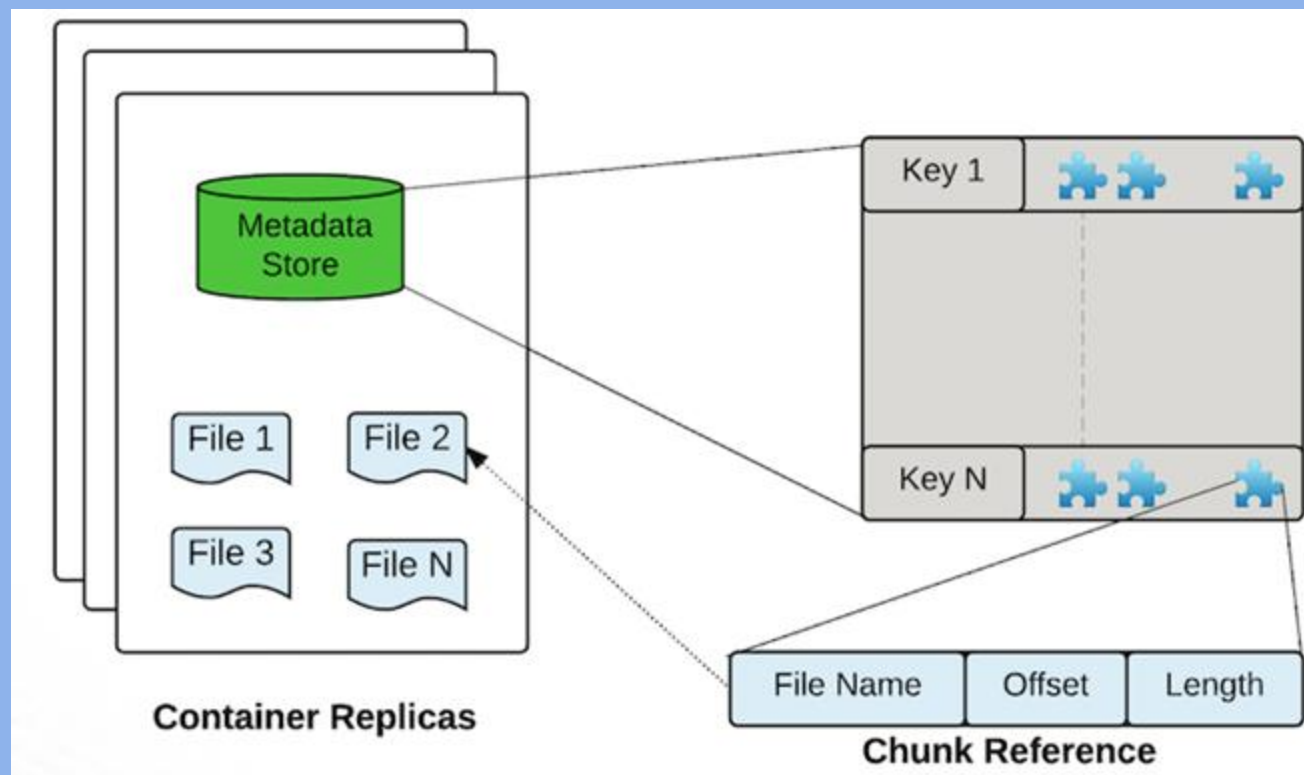 Metadata
Store
Key 1
File 1
File 2
Key N
File 3
File N
File Name
Offset
Length
Container Replicas
Chunk Reference